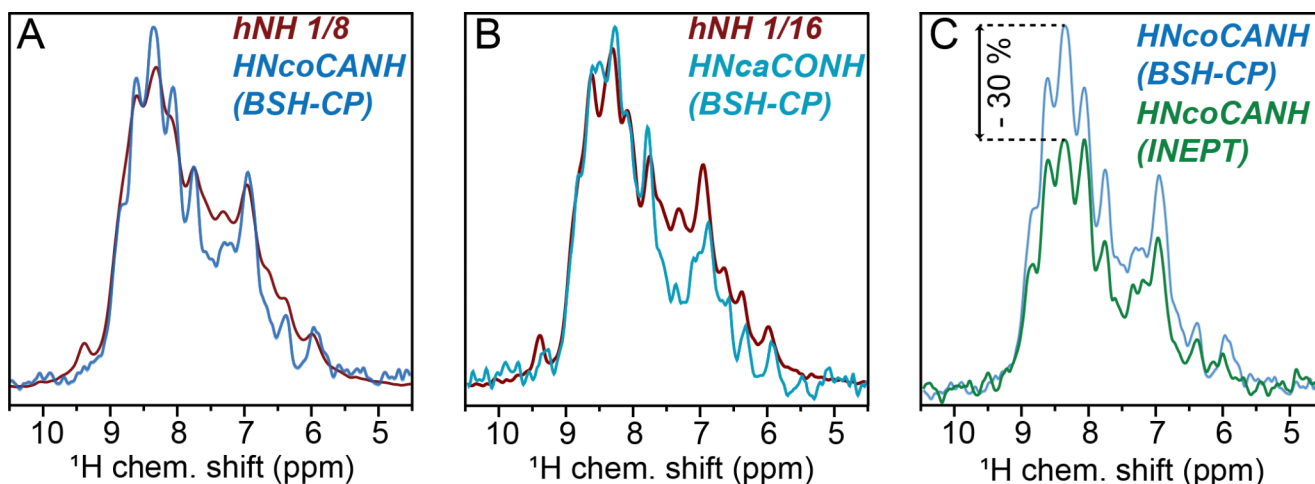 A
hNH 1/8
HNcoCANH
(BSH-CP)
10 9 8 7 6 5
¹H chem. shift (ppm)
B
hNH 1/16
HNcaCONH
(BSH-CP)
10 9 8 7 6 5
¹H chem. shift (ppm)
C
- 30 %
HNcoCANH
(BSH-CP)
HNcoCANH
(INEPT)
10 9 8 7 6 5
¹H chem. shift (ppm)